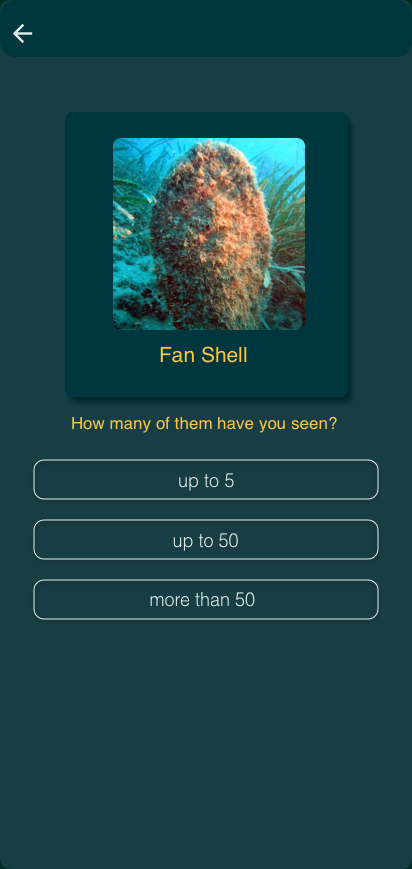 Fan Shell
How many of them have you seen?
up to 5
up to 50
more than 50